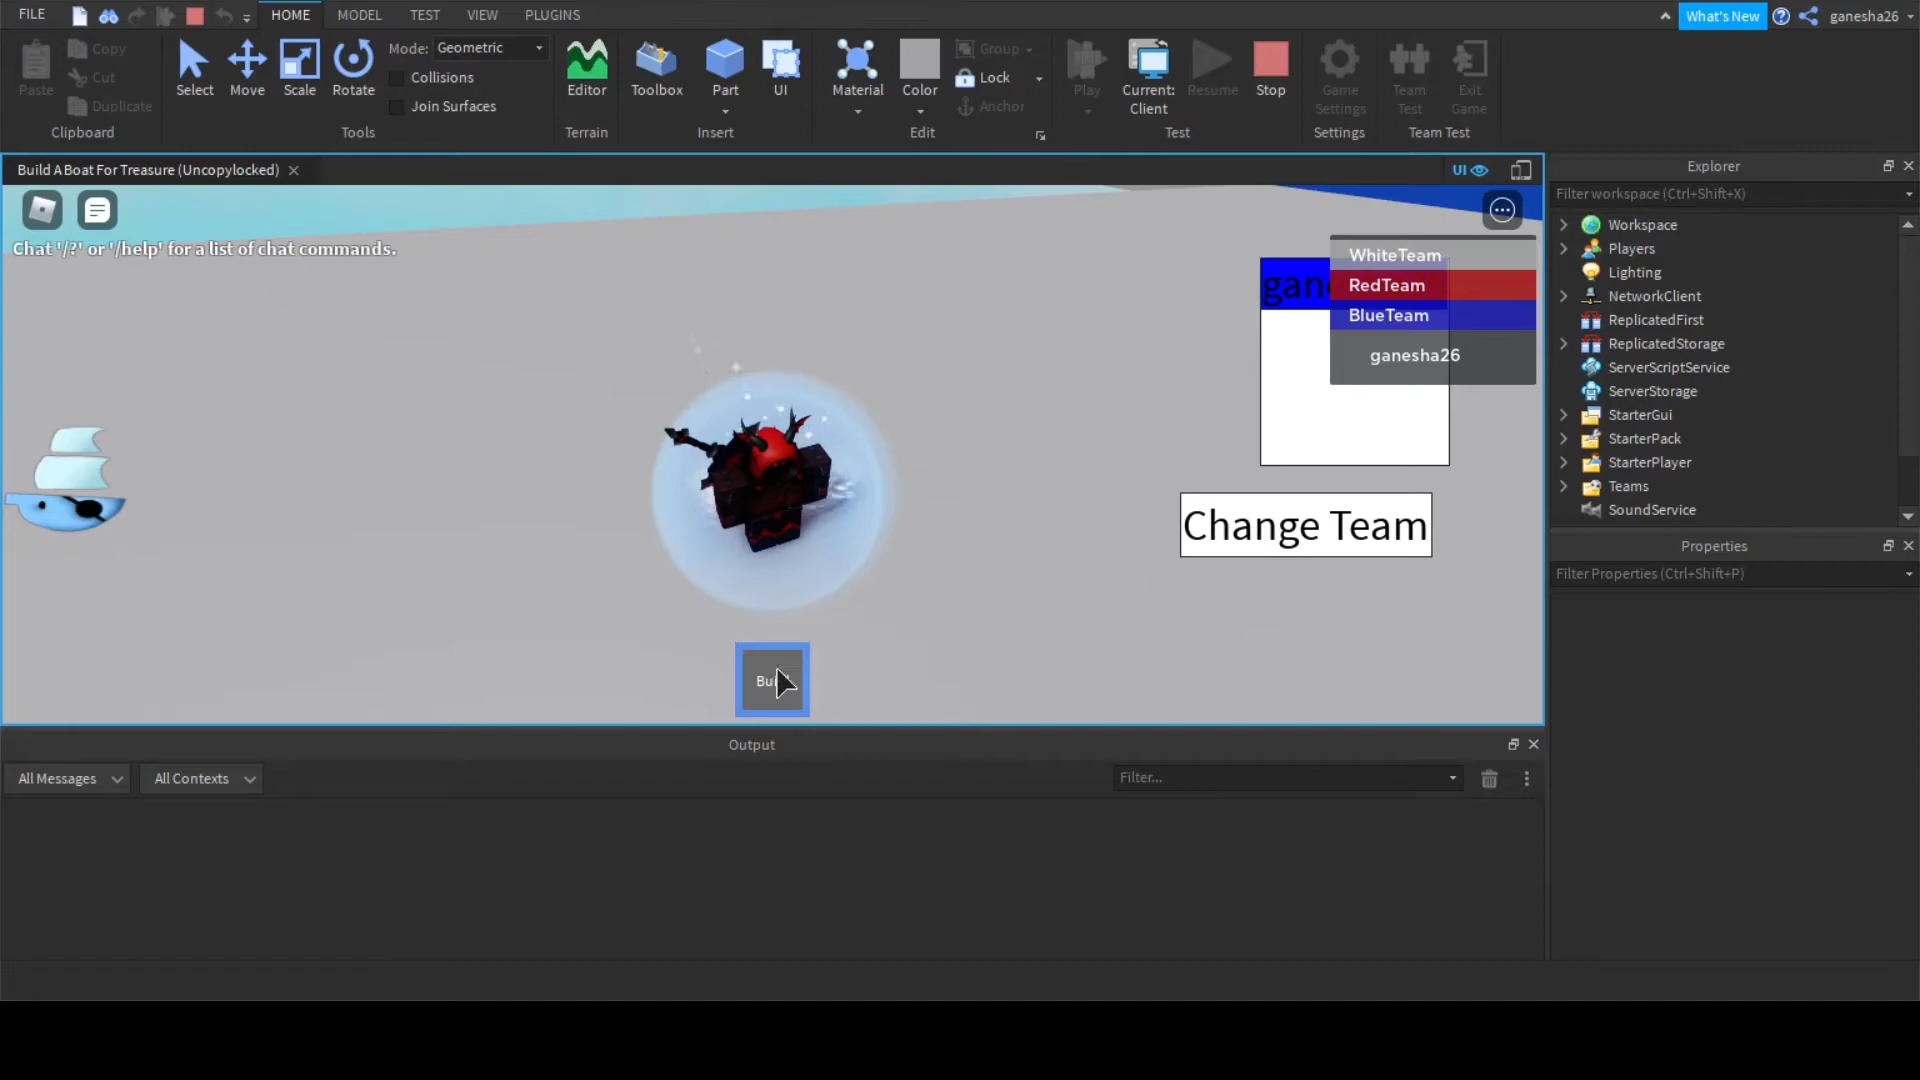 FILE
HOME
MODEL
TEST
VIEW
PLUGINS
What's New
ganesha26
Paste
Copy
Cut
Duplicate
Clipboard
Select
Move
Scale
Rotate
Mode: Geometric
Collisions
Join Surfaces
Tools
Editor
Terrain
Toolbox
Part
UI
Insert
Material
Color
Group
Lock
Anchor
Edit
Play
Current:
Client
Resume
Stop
Test
Game
Settings
Settings
Team
Test
Exit
Game
Team Test
Build A Boat For Treasure (Uncopylocked)
UI
Chat '/?' or '/help' for a list of chat commands.
WhiteTeam
RedTeam
BlueTeam
ganesha26
Change Team
Explorer
Filter workspace (Ctrl+Shift+X)
Workspace
Players
Lighting
NetworkClient
ReplicatedFirst
ReplicatedStorage
ServerScriptService
ServerStorage
StarterGui
StarterPack
StarterPlayer
Teams
SoundService
Properties
Filter Properties (Ctrl+Shift+P)
Output
All Messages
All Contexts
Filter...